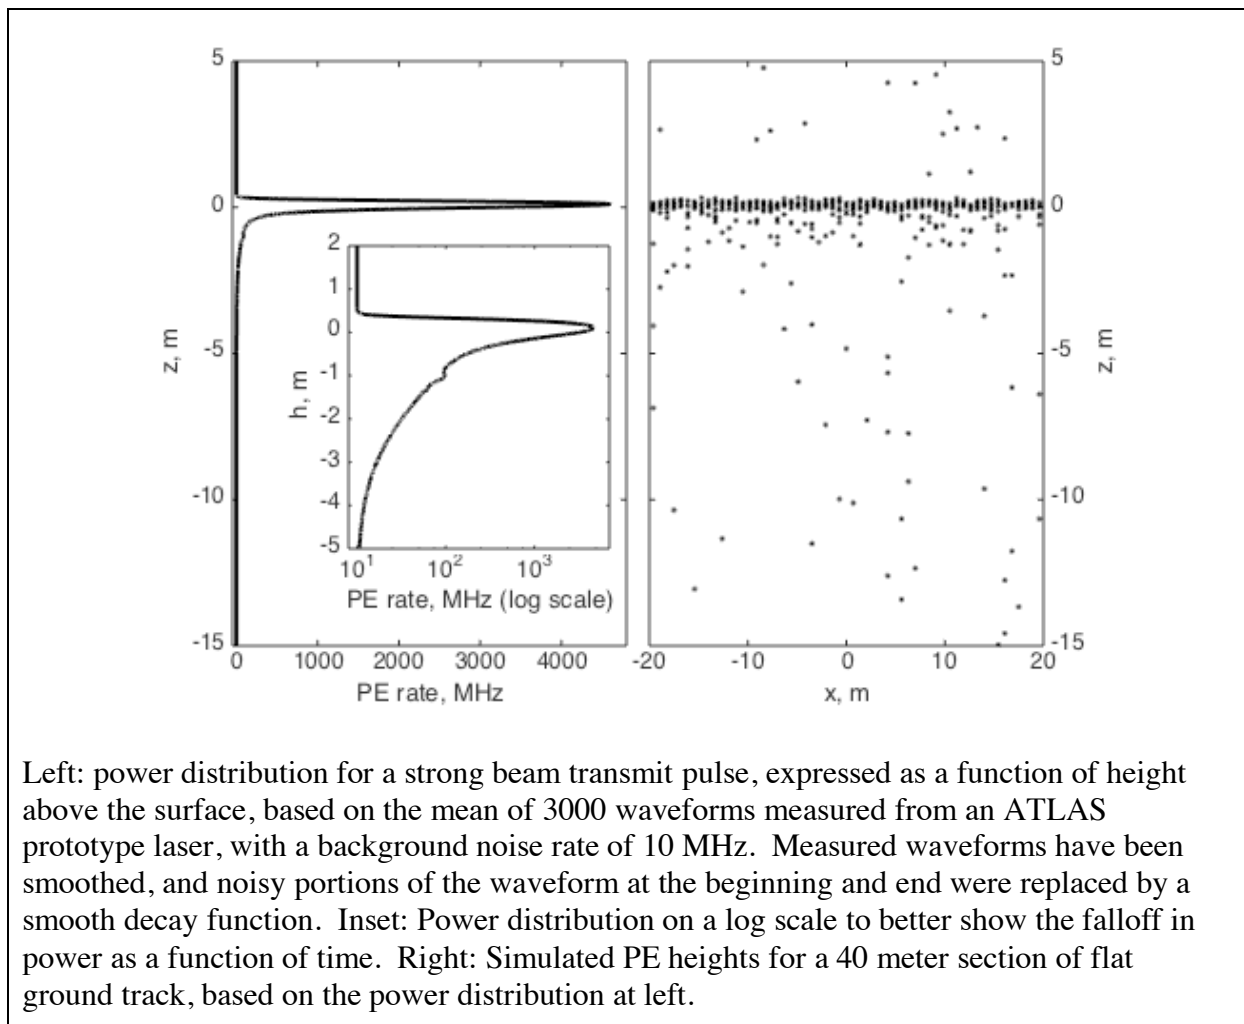 5
0
-5
-10
-15
z, m
0 1000 2000 3000 4000
PE rate, MHz
2
1
0
-1
-2
-3
-4
-5
h, m
10^1 10^2 10^3
PE rate, MHz (log scale)
5
0
-5
-10
-15
z, m
-20 -10 0 10 20
x, m
Left: power distribution for a strong beam transmit pulse, expressed as a function of height
above the surface, based on the mean of 3000 waveforms measured from an ATLAS
prototype laser, with a background noise rate of 10 MHz.  Measured waveforms have been
smoothed, and noisy portions of the waveform at the beginning and end were replaced by a
smooth decay function.  Inset: Power distribution on a log scale to better show the falloff in
power as a function of time.  Right: Simulated PE heights for a 40 meter section of flat
ground track, based on the power distribution at left.